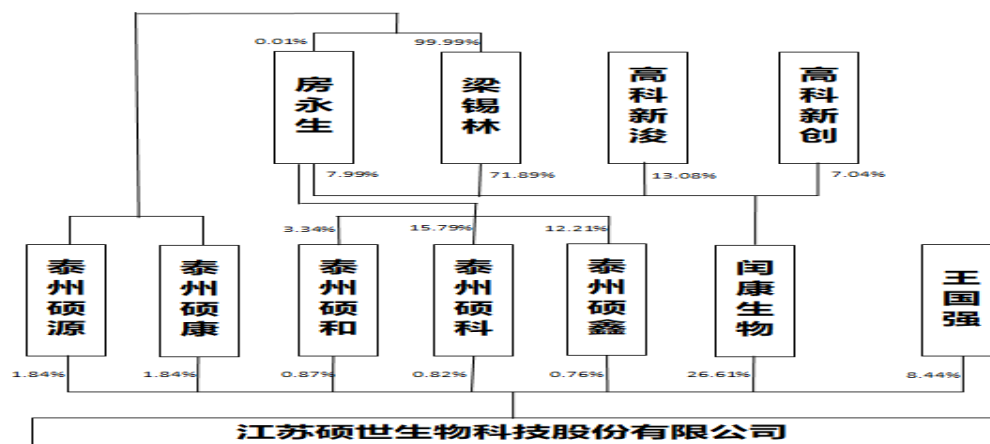 0.01%
99.99%
房永生
梁锡林
高科新浚
高科新创
7.99%
71.89%
13.08%
7.04%
3.34%
15.79%
12.21%
泰州硕源
泰州硕康
泰州硕和
泰州硕科
泰州硕鑫
闰康生物
王国强
1.84%
1.84%
0.87%
0.82%
0.76%
26.61%
8.44%
江苏硕世生物科技股份有限公司